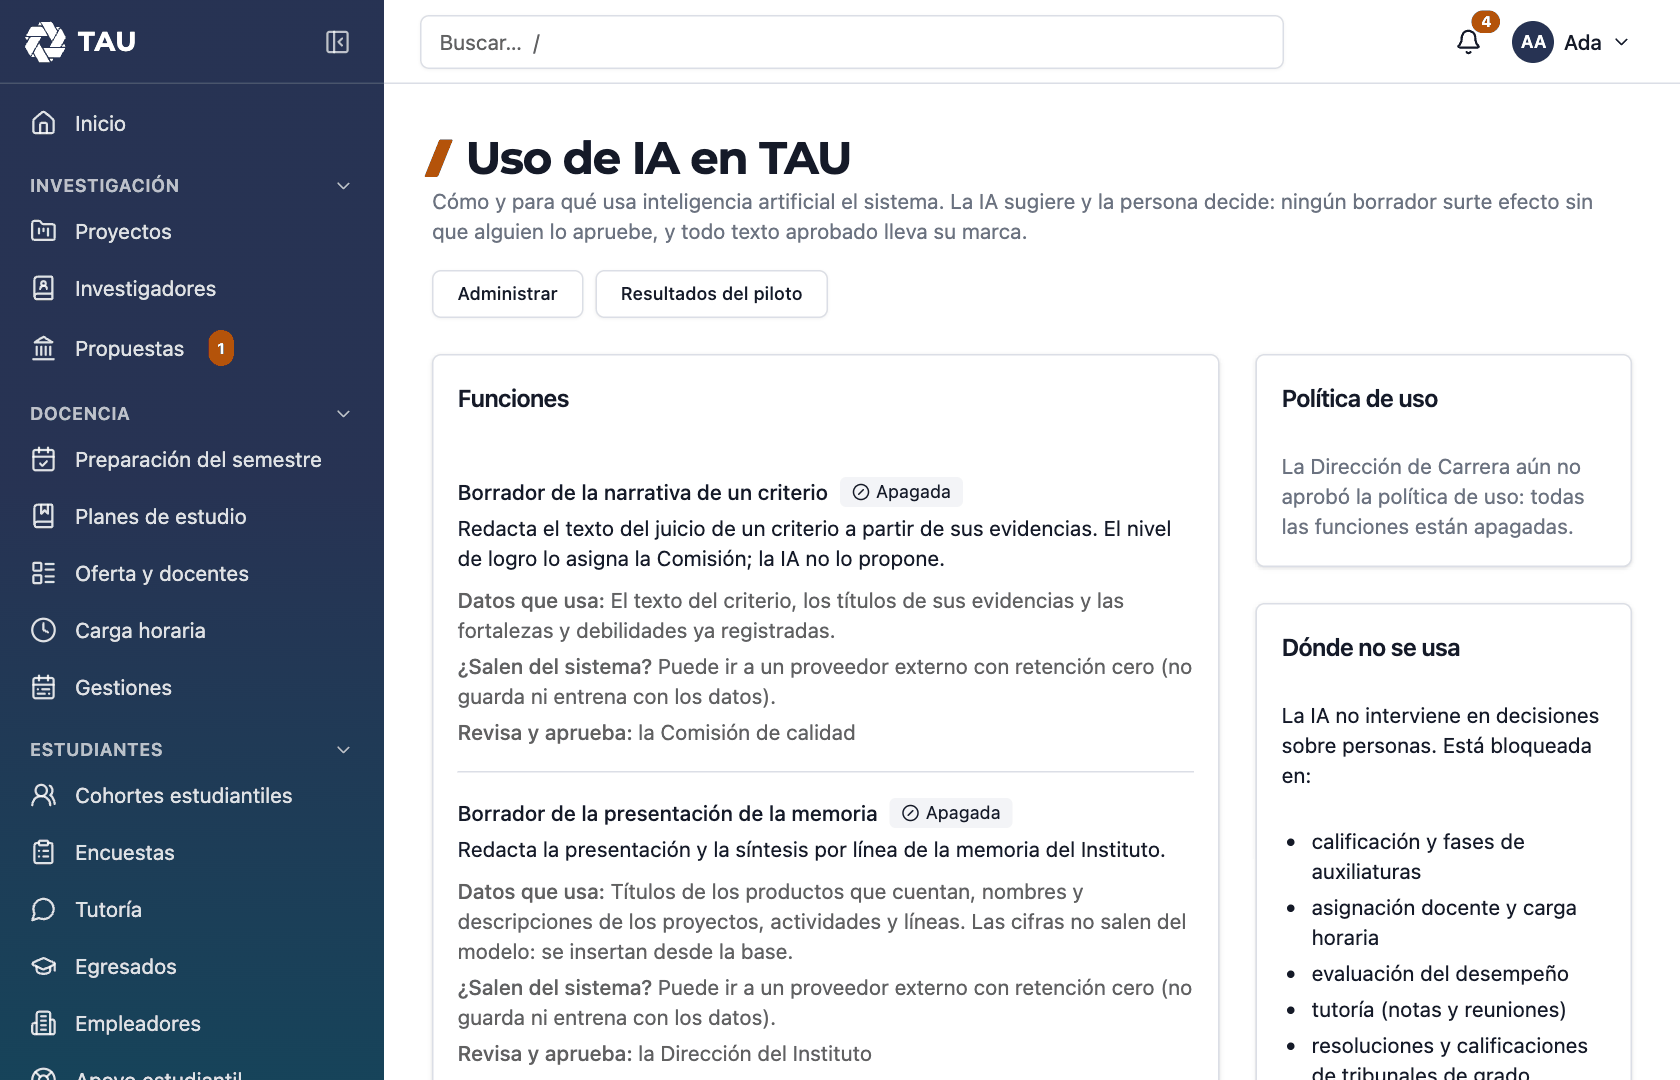 TAU
Buscar... /
4
AA
Ada
Inicio
INVESTIGACIÓN
Proyectos
Investigadores
Propuestas
1
DOCENCIA
Preparación del semestre
Planes de estudio
Oferta y docentes
Carga horaria
Gestiones
ESTUDIANTES
Cohortes estudiantiles
Encuestas
Tutoría
Egresados
Empleadores
Apoyo estudiantil
Uso de IA en TAU
Cómo y para qué usa inteligencia artificial el sistema. La IA sugiere y la persona decide: ningún borrador surte efecto sin
que alguien lo apruebe, y todo texto aprobado lleva su marca.
Administrar
Resultados del piloto
Funciones
Borrador de la narrativa de un criterio
Apagada
Redacta el texto del juicio de un criterio a partir de sus evidencias. El nivel
de logro lo asigna la Comisión; la IA no lo propone.
Datos que usa: El texto del criterio, los títulos de sus evidencias y las
fortalezas y debilidades ya registradas.
¿Salen del sistema? Puede ir a un proveedor externo con retención cero (no
guarda ni entrena con los datos).
Revisa y aprueba: la Comisión de calidad
Borrador de la presentación de la memoria
Apagada
Redacta la presentación y la síntesis por línea de la memoria del Instituto.
Datos que usa: Títulos de los productos que cuentan, nombres y
descripciones de los proyectos, actividades y líneas. Las cifras no salen del
modelo: se insertan desde la base.
¿Salen del sistema? Puede ir a un proveedor externo con retención cero (no
guarda ni entrena con los datos).
Revisa y aprueba: la Dirección del Instituto
Política de uso
La Dirección de Carrera aún no
aprobó la política de uso: todas
las funciones están apagadas.
Dónde no se usa
La IA no interviene en decisiones
sobre personas. Está bloqueada
en:
• calificación y fases de
auxiliaturas
• asignación docente y carga
horaria
• evaluación del desempeño
• tutoría (notas y reuniones)
• resoluciones y calificaciones
de tribunales de grado